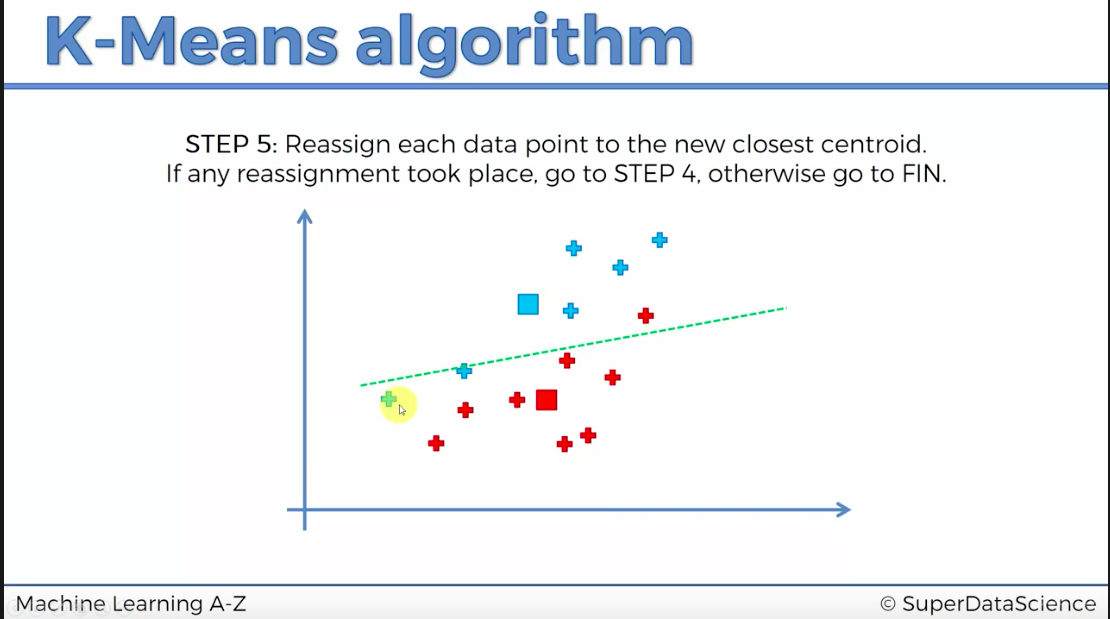 K-Means algorithm
STEP 5: Reassign each data point to the new closest centroid.
If any reassignment took place, go to STEP 4, otherwise go to FIN.
Machine Learning A-Z
© SuperDataScience